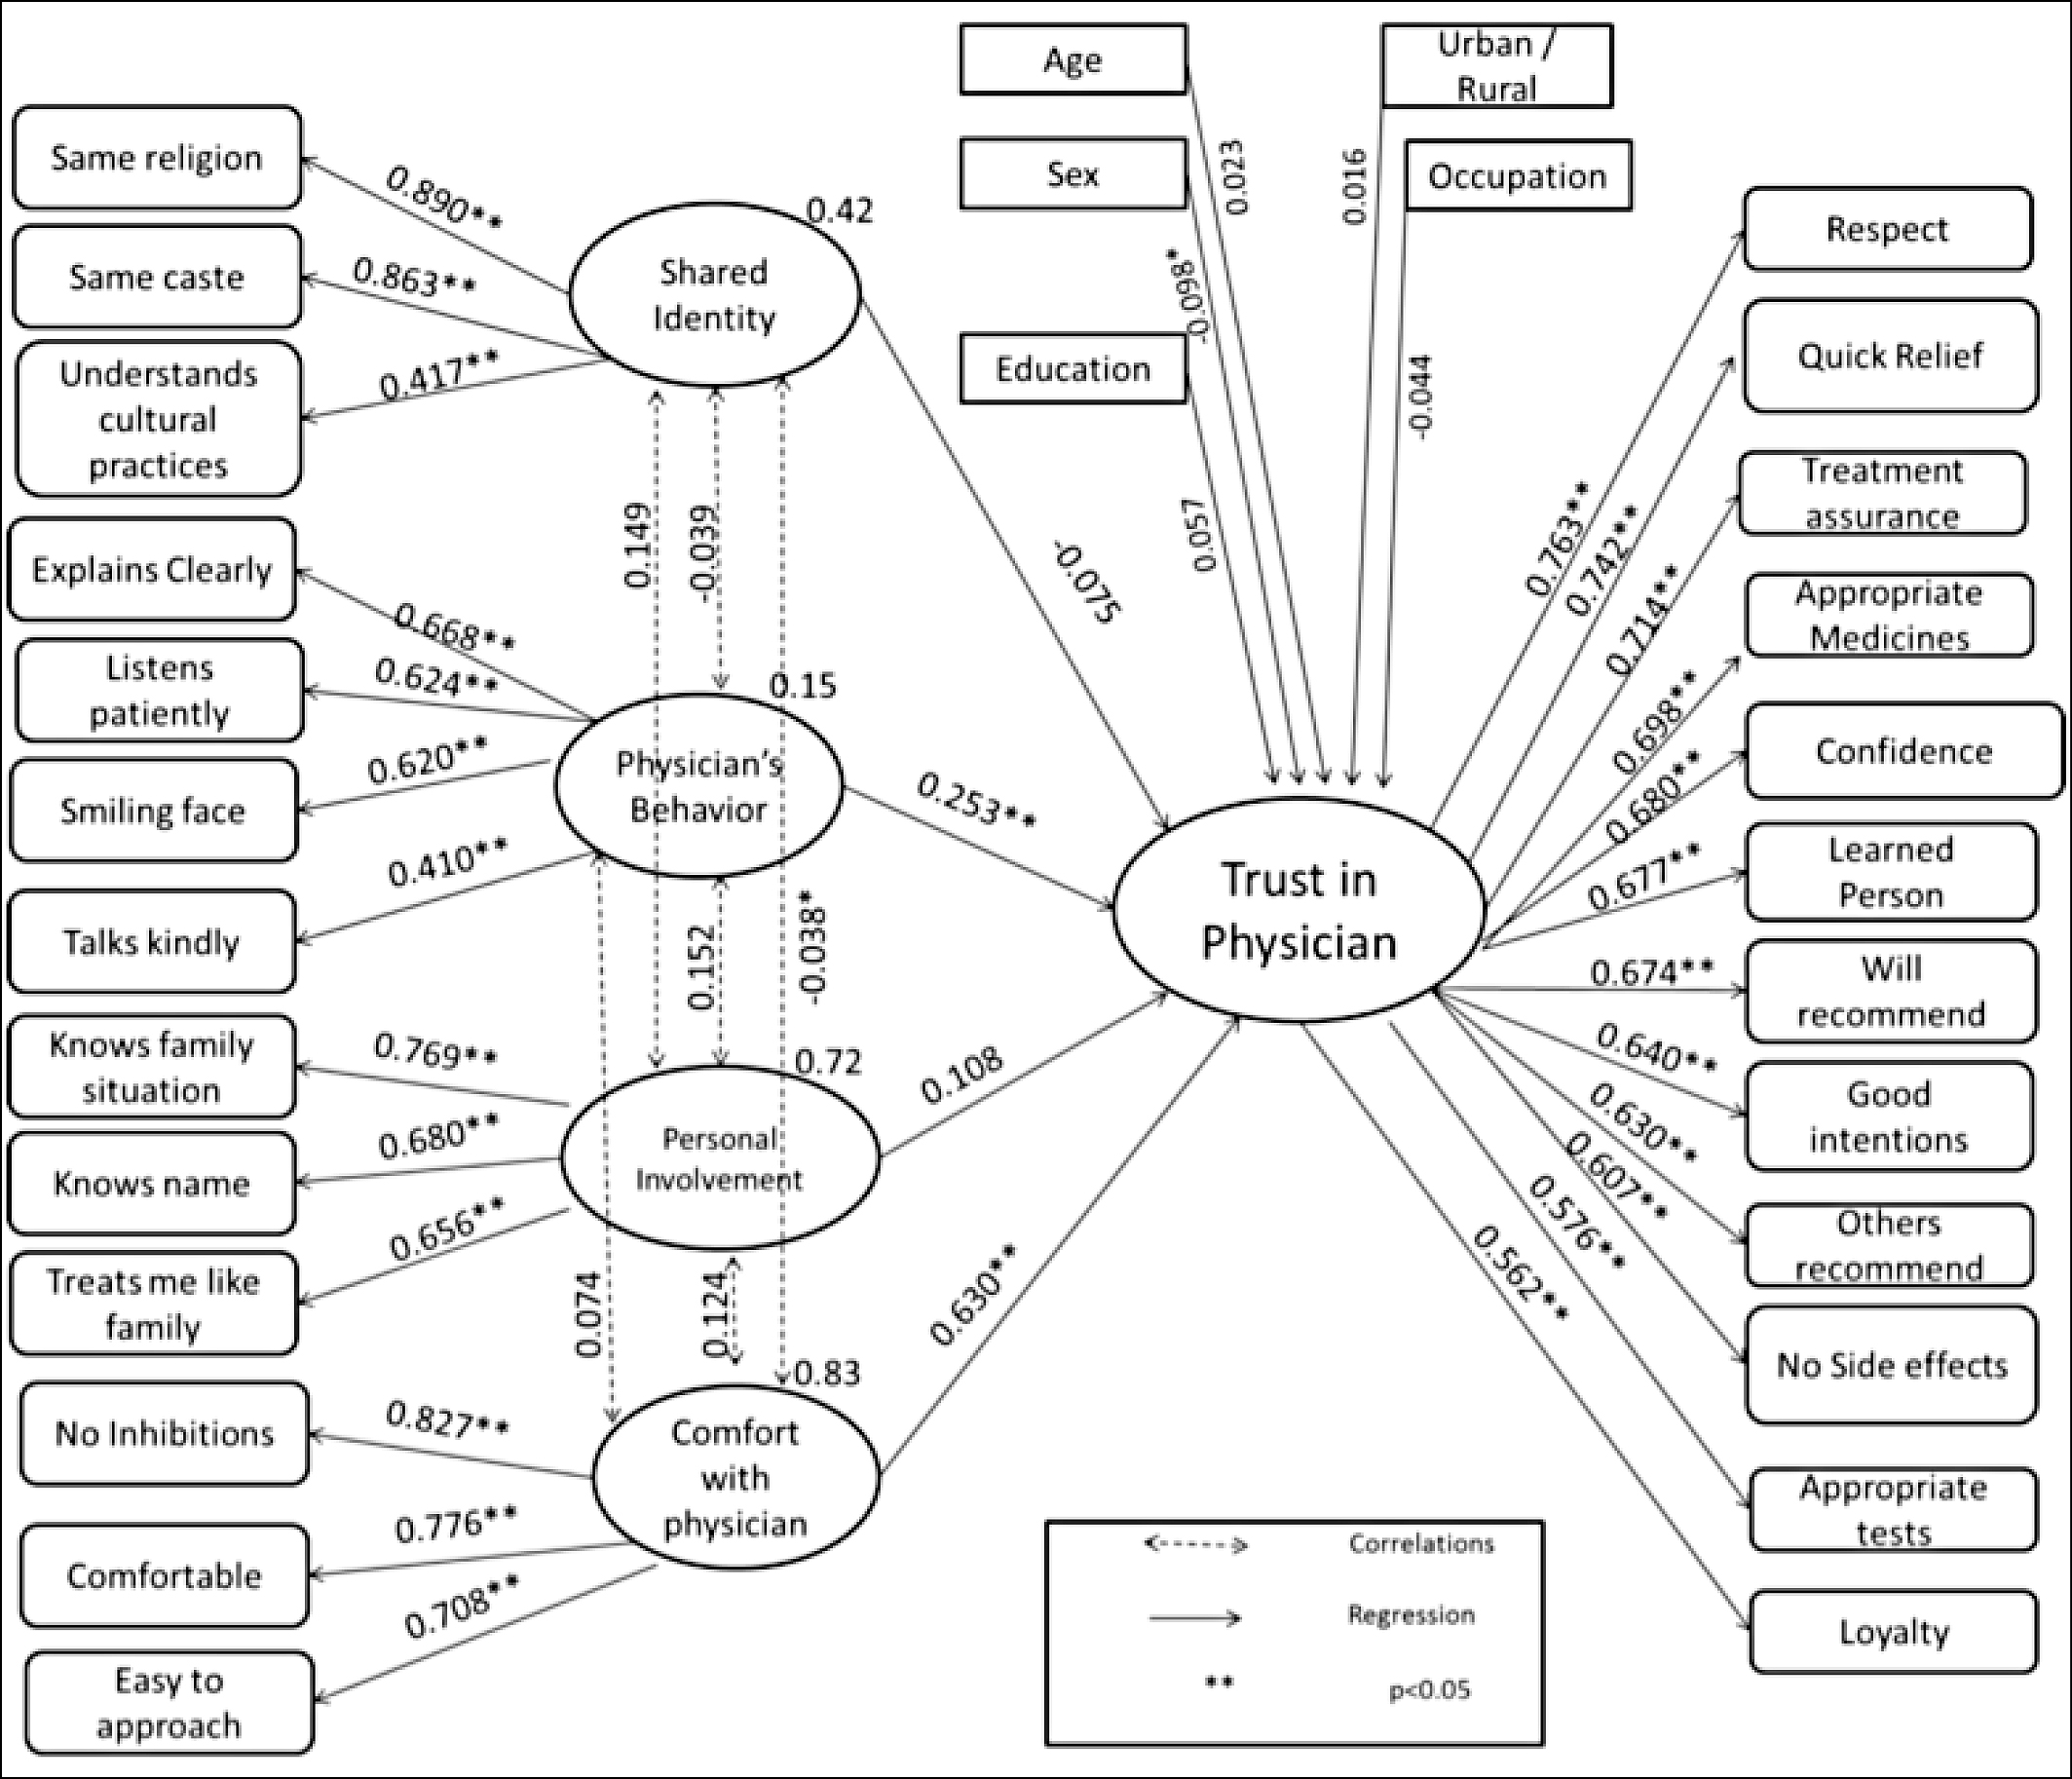 Age
Urban /
Rural
Sex
Occupation
Education
0.023
-0.098*
0.057
0.016
-0.044
Same religion
Same caste
Understands
cultural
practices
0.890**
0.863**
0.417**
Shared
Identity
0.42
Explains Clearly
Listens
patiently
Smiling face
Talks kindly
0.668**
0.624**
0.620**
0.410**
Physician's
Behavior
0.15
Knows family
situation
Knows name
Treats me like
family
0.769**
0.680**
0.656**
Personal
Involvement
0.72
No Inhibitions
Comfortable
Easy to
approach
0.827**
0.776**
0.708**
Comfort
with
physician
0.83
0.149
-0.039
0.152
-0.038*
0.074
0.124
-0.075
0.253**
0.108
0.630**
Trust in
Physician
0.763**
0.742**
0.714**
0.698**
0.680**
0.677**
0.674**
0.640**
0.630**
0.607**
0.576**
0.562**
Respect
Quick Relief
Treatment
assurance
Appropriate
Medicines
Confidence
Learned
Person
Will
recommend
Good
intentions
Others
recommend
No Side effects
Appropriate
tests
Loyalty
Correlations
Regression
** p<0.05